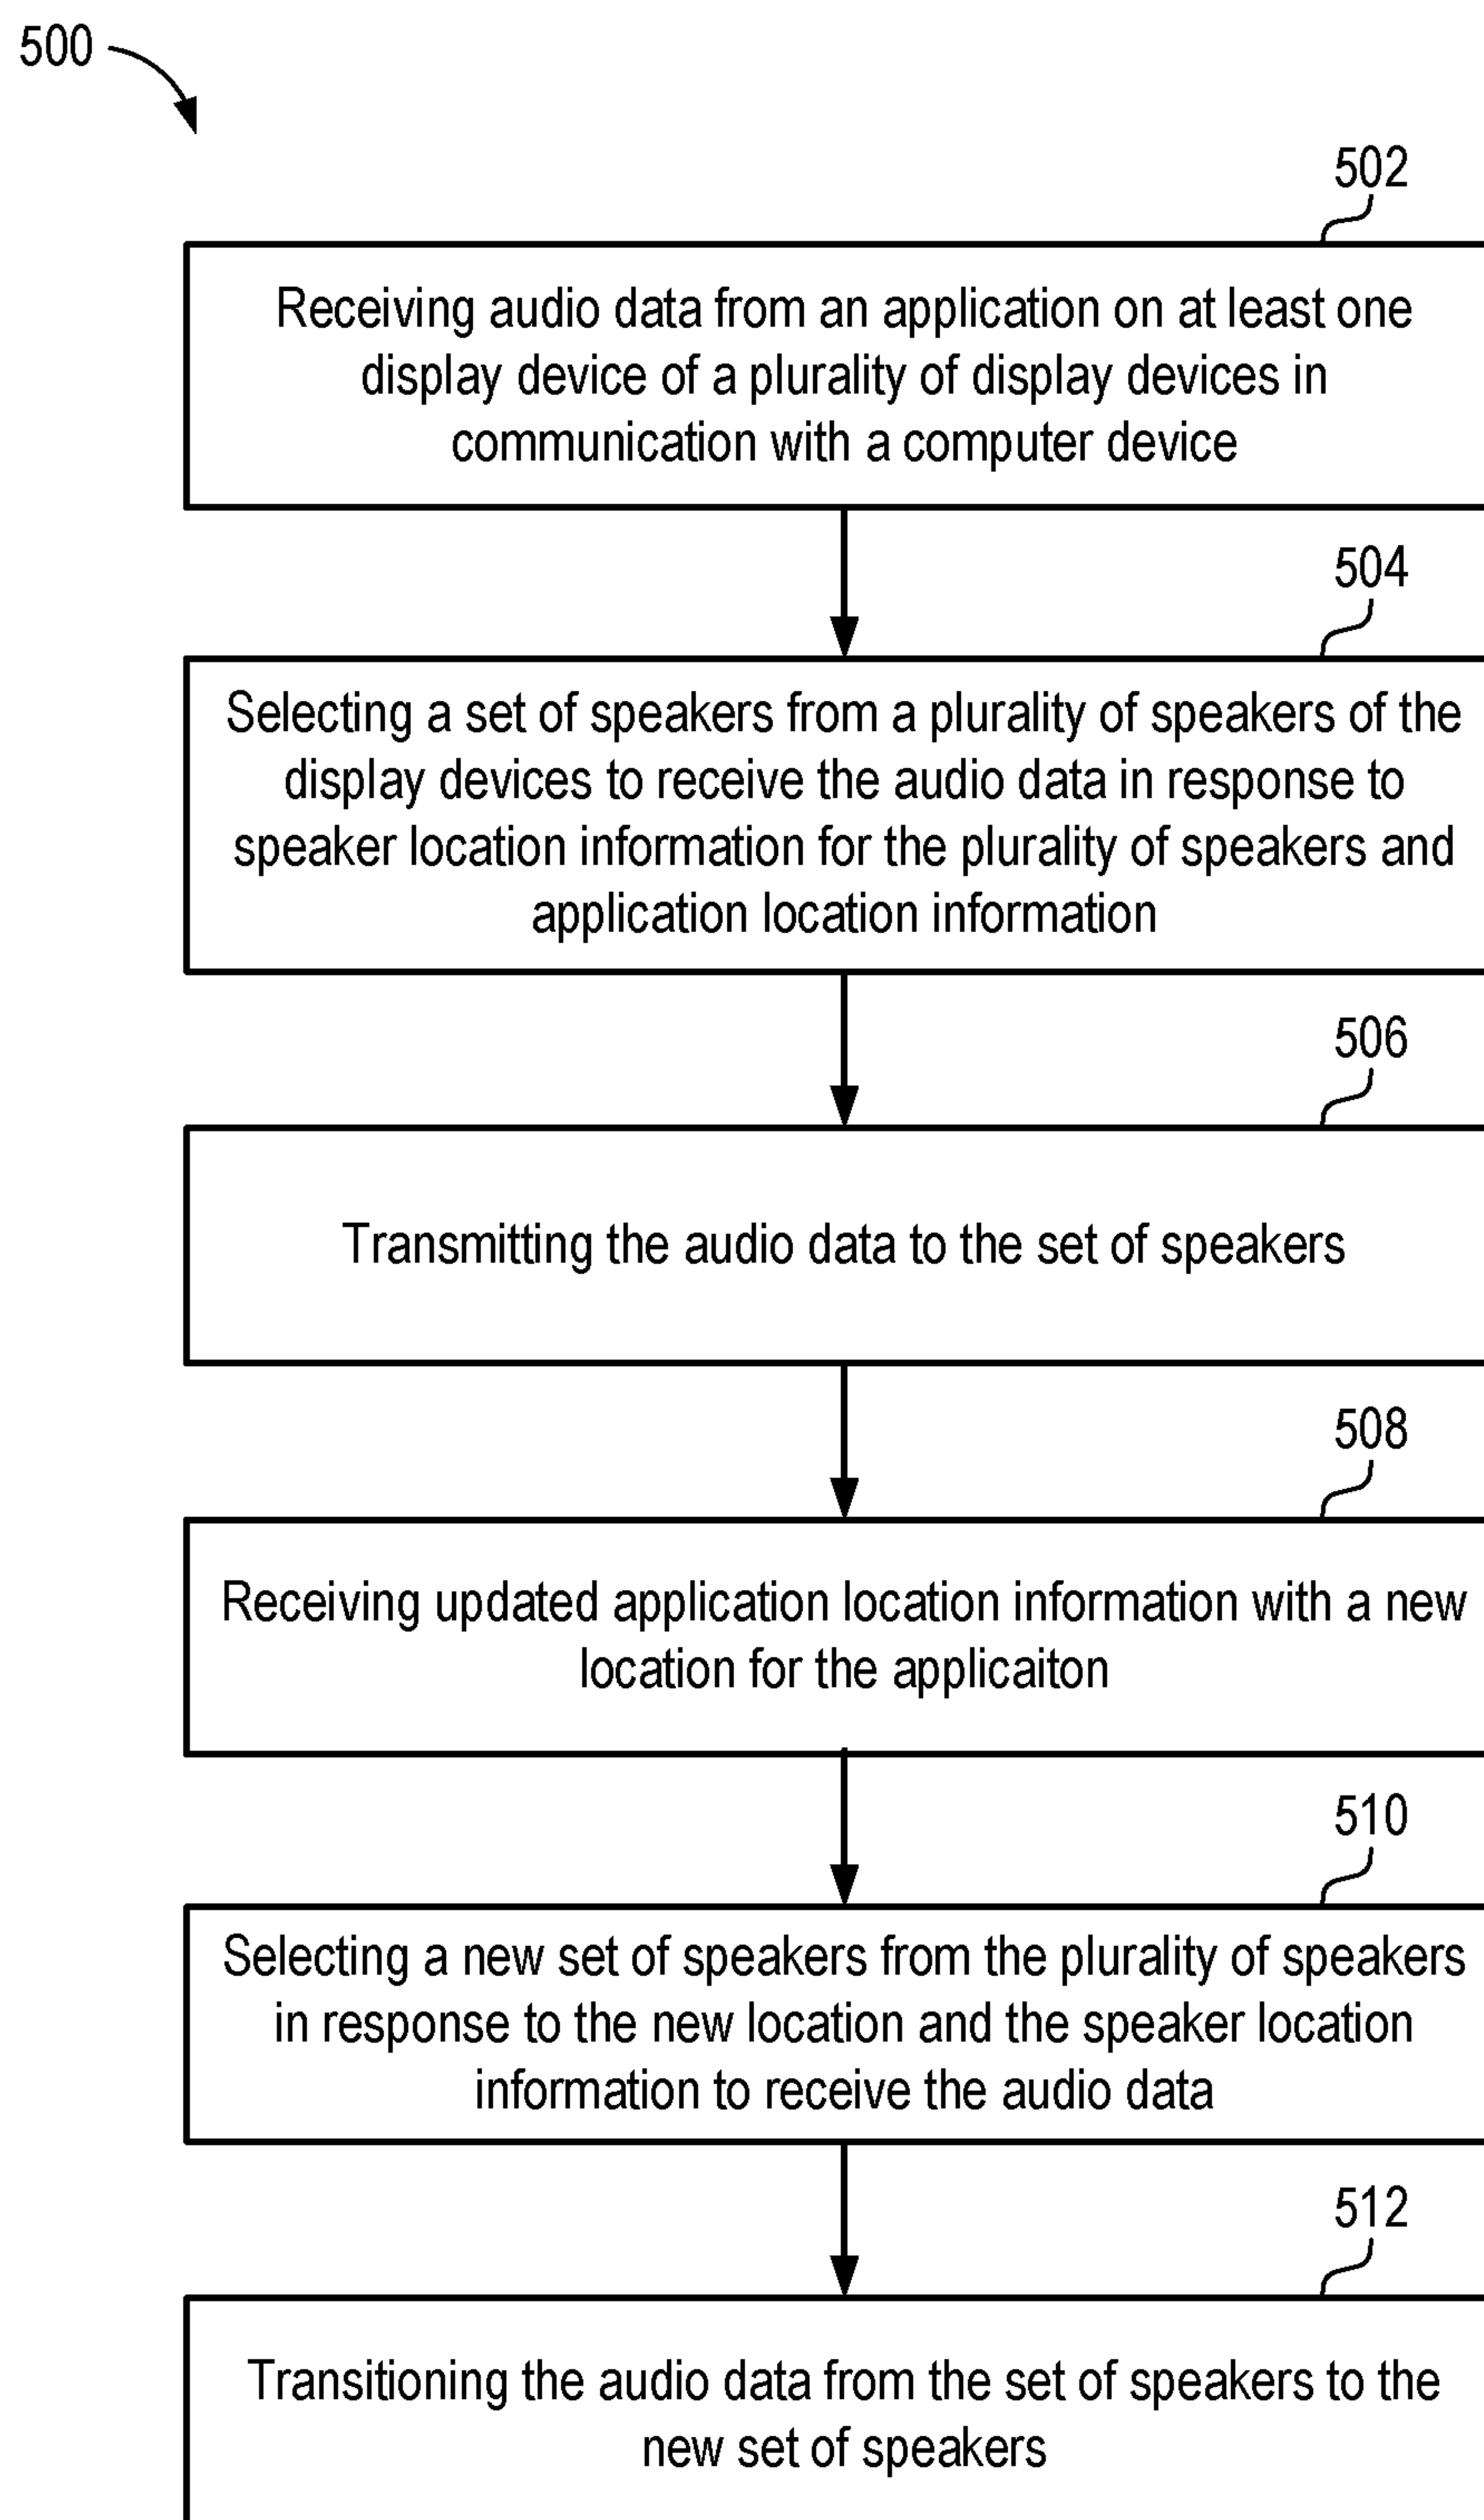 500
502
Receiving audio data from an application on at least one
display device of a plurality of display devices in
communication with a computer device
504
Selecting a set of speakers from a plurality of speakers of the
display devices to receive the audio data in response to
speaker location information for the plurality of speakers and
application location information
506
Transmitting the audio data to the set of speakers
508
Receiving updated application location information with a new
location for the applicaiton
510
Selecting a new set of speakers from the plurality of speakers
in response to the new location and the speaker location
information to receive the audio data
512
Transitioning the audio data from the set of speakers to the
new set of speakers